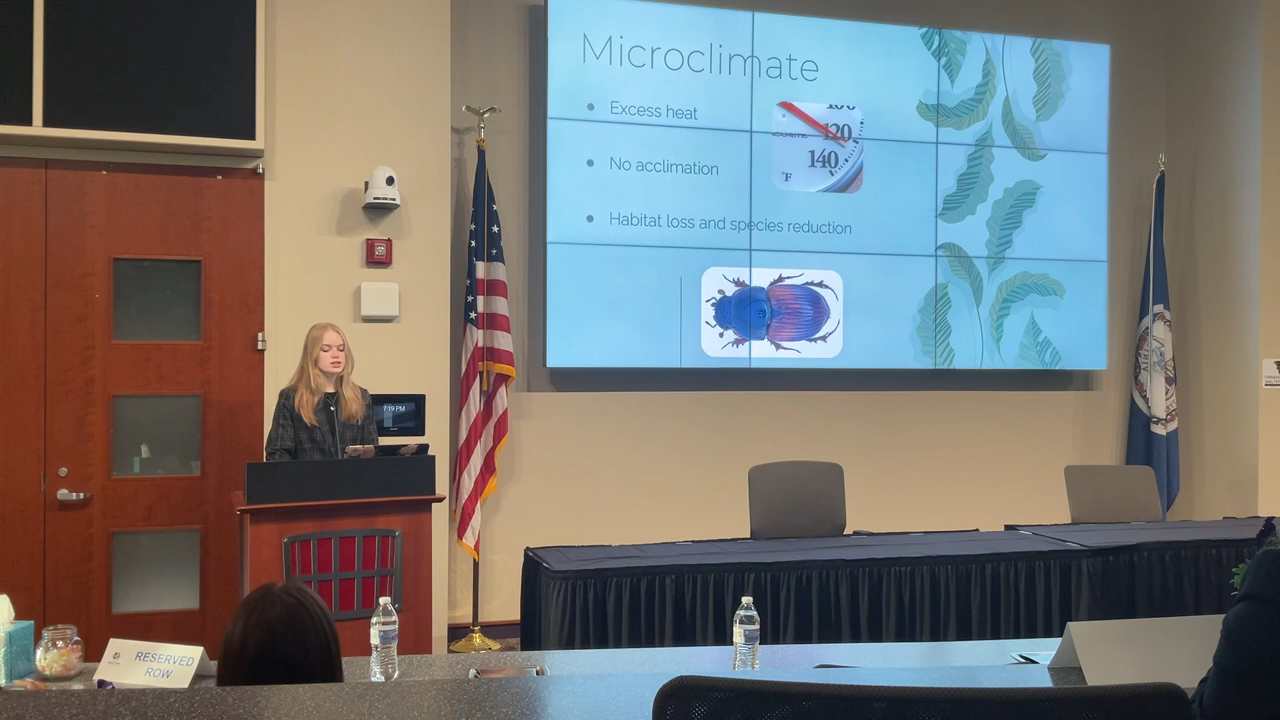 Microclimate
Excess heat
No acclimation
Habitat loss and species reduction
120
140
°F
7:19 PM
RESERVED
ROW